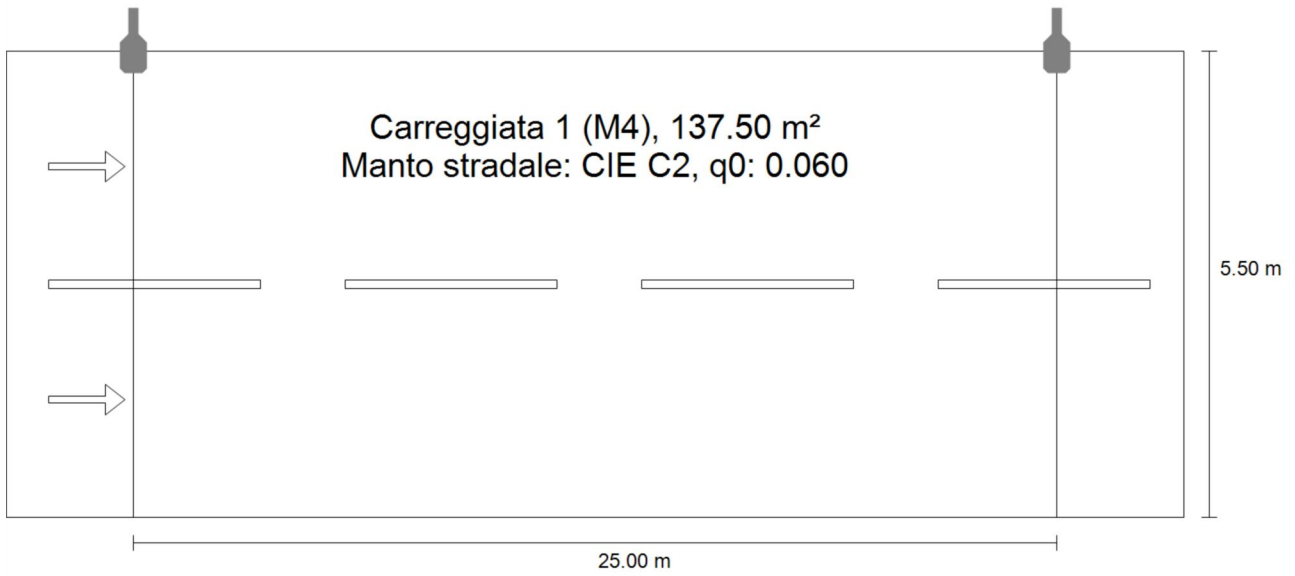 Carreggiata 1 (M4), 137.50 m²
Manto stradale: CIE C2, q0: 0.060
5.50 m
25.00 m